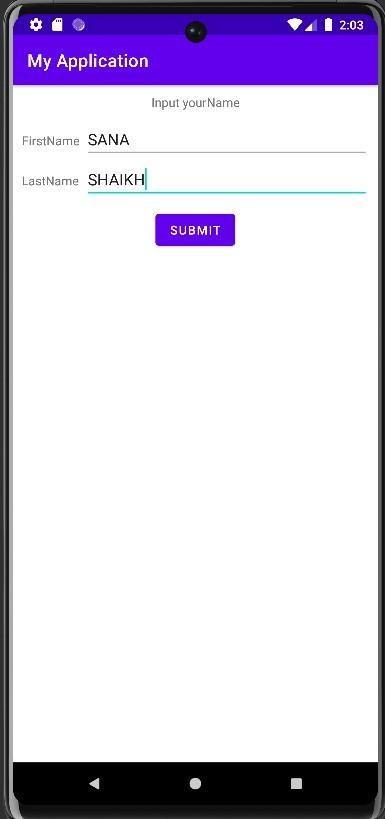 2:03
My Application
Input yourName
FirstName SANA
LastName SHAIKH
SUBMIT